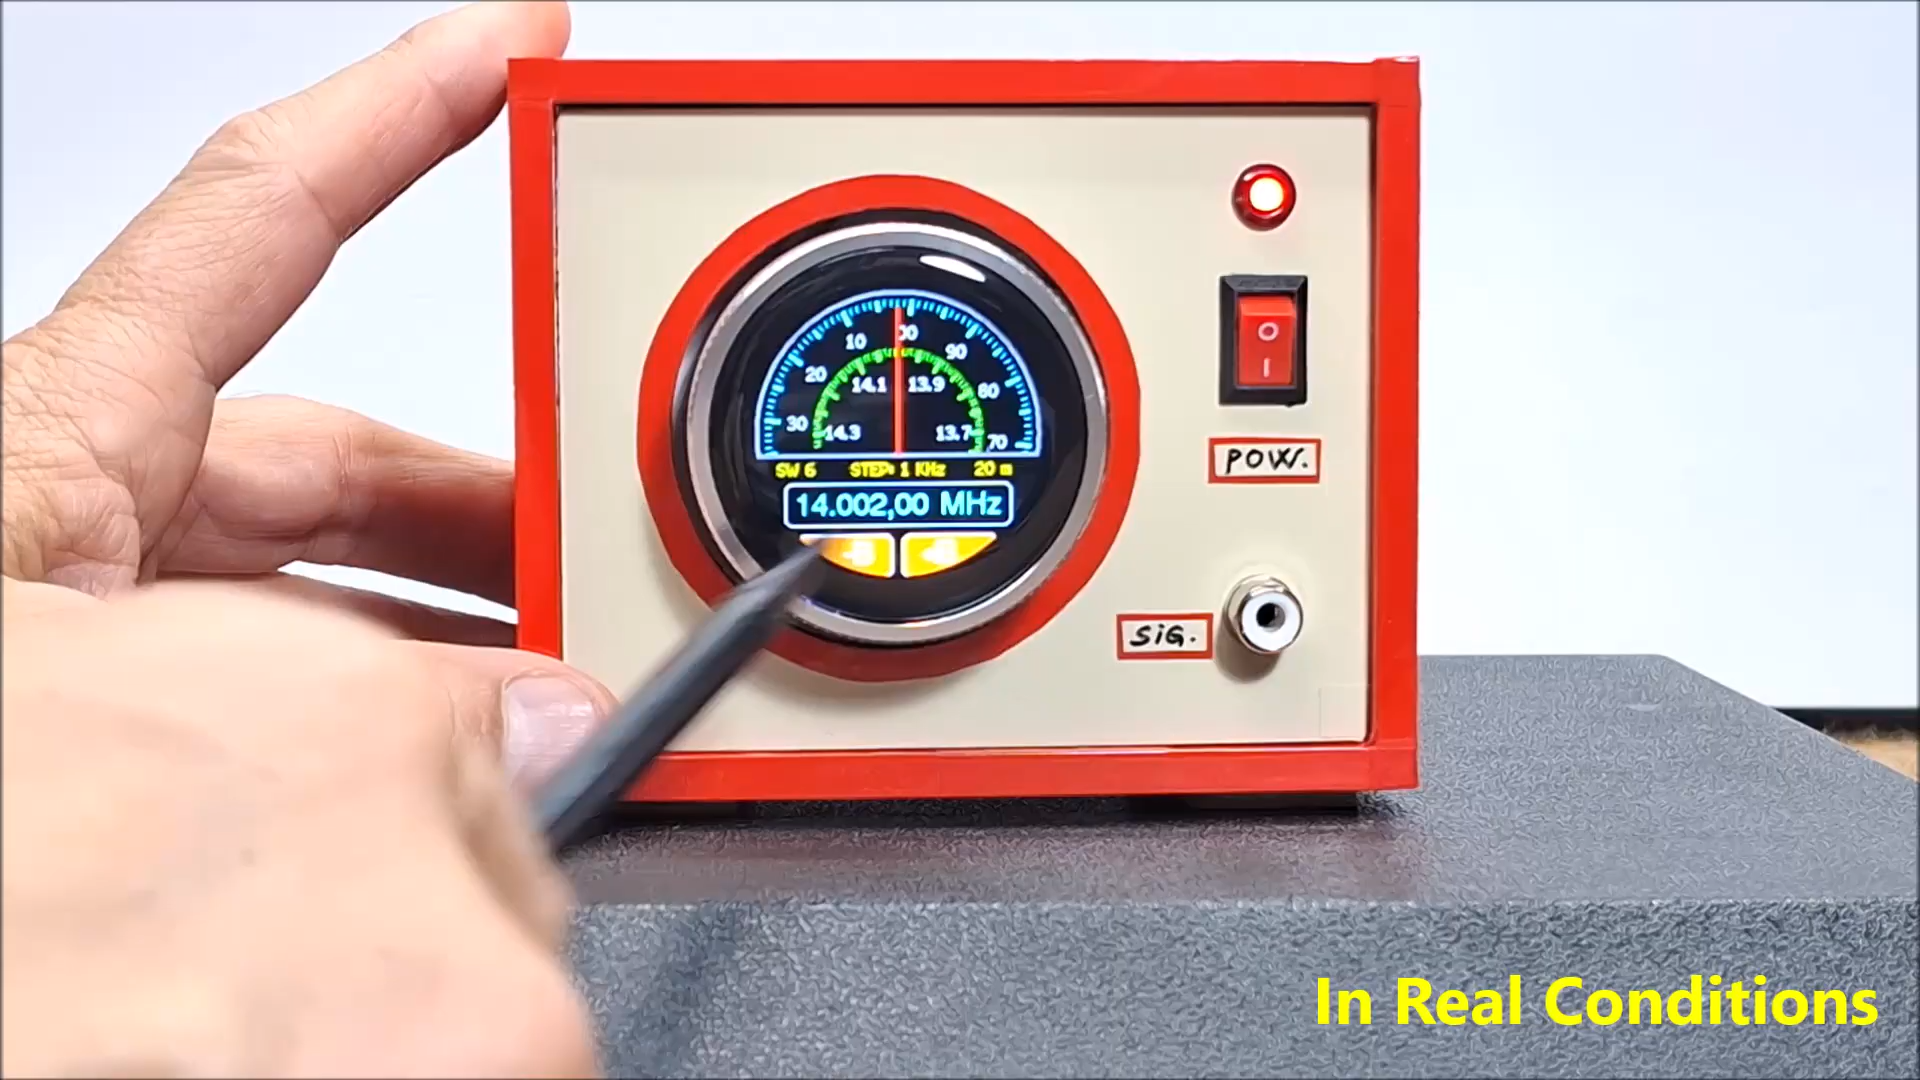 10 00 90
20 14.1 13.9 80
30 14.3 13.7 70
SW 6 STEP: 1 KHz 20 m
14.002,00 MHz
O
I
POW.
SIG.
In Real Conditions